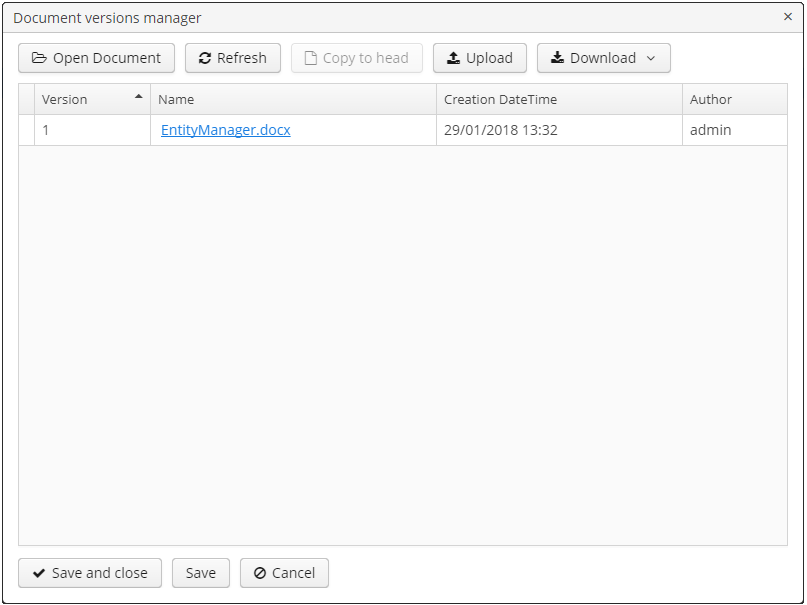 Document versions manager
Open Document Refresh Copy to head Upload Download
Version Name Creation DateTime Author
1 EntityManager.docx 29/01/2018 13:32 admin
Save and close Save Cancel